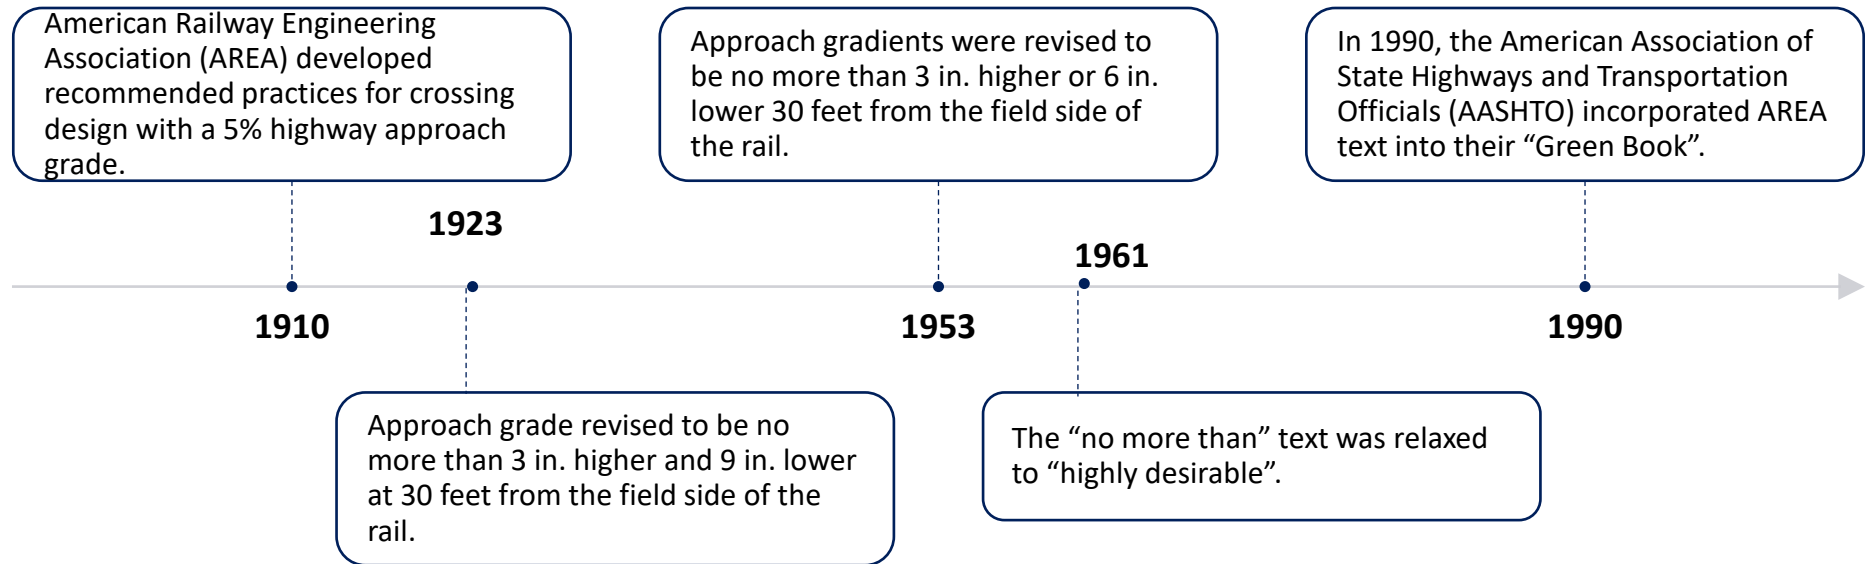 American Railway Engineering
Association (AREA) developed
recommended practices for crossing
design with a 5% highway approach
grade.
Approach gradients were revised to
be no more than 3 in. higher or 6 in.
lower 30 feet from the field side of
the rail.
In 1990, the American Association of
State Highways and Transportation
Officials (AASHTO) incorporated AREA
text into their “Green Book”.
1923
1961
1910
1953
1990
Approach grade revised to be no
more than 3 in. higher and 9 in. lower
at 30 feet from the field side of the
rail.
The “no more than” text was relaxed
to “highly desirable”.